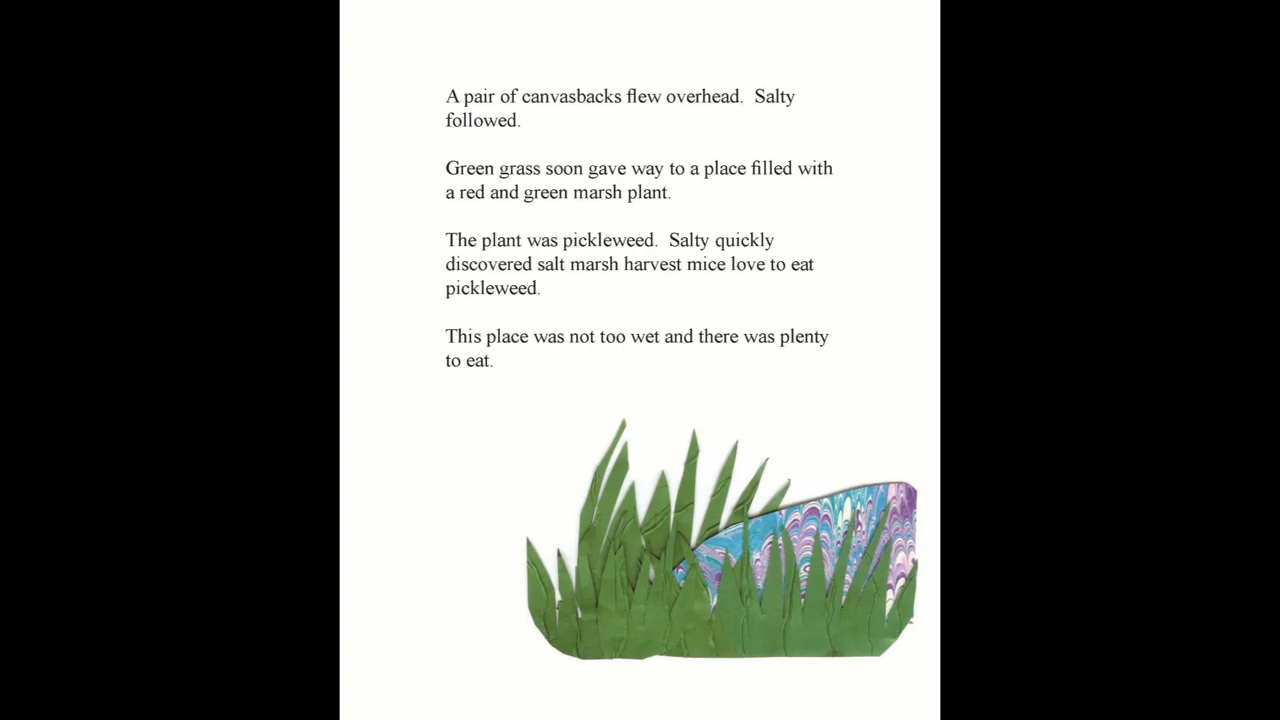 A pair of canvasbacks flew overhead.  Salty
followed.
Green grass soon gave way to a place filled with
a red and green marsh plant.
The plant was pickleweed.  Salty quickly
discovered salt marsh harvest mice love to eat
pickleweed.
This place was not too wet and there was plenty
to eat.